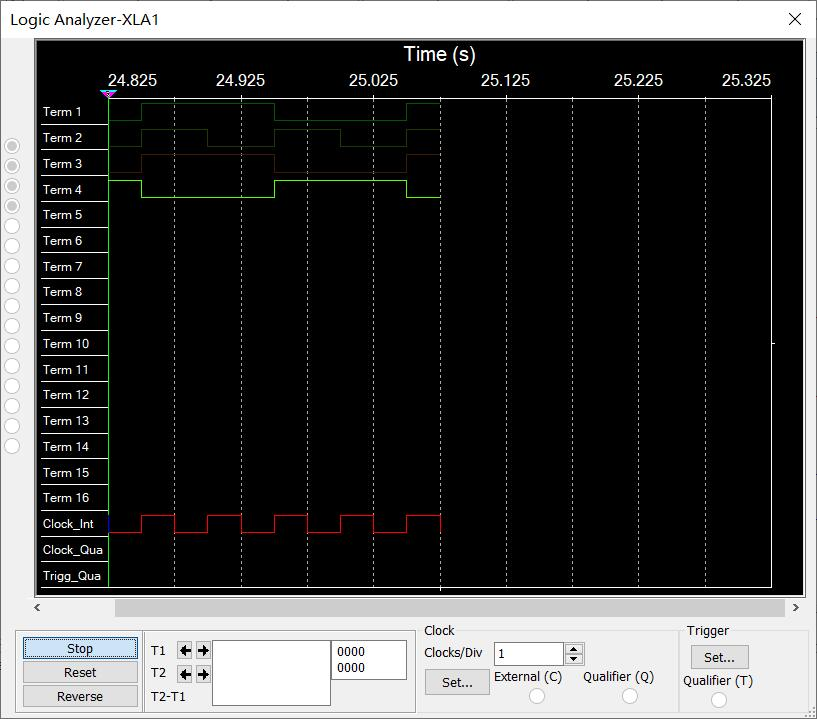 Logic Analyzer-XLA1
Time (s)
24.825 24.925 25.025 25.125 25.225 25.325
Term 1
Term 2
Term 3
Term 4
Term 5
Term 6
Term 7
Term 8
Term 9
Term 10
Term 11
Term 12
Term 13
Term 14
Term 15
Term 16
Clock_Int
Clock_Qua
Trigg_Qua
Stop
Reset
Reverse
T1
T2
T2-T1
0000
0000
Clock
Clocks/Div 1
Set...
External (C)
Qualifier (Q)
Trigger
Set...
Qualifier (T)